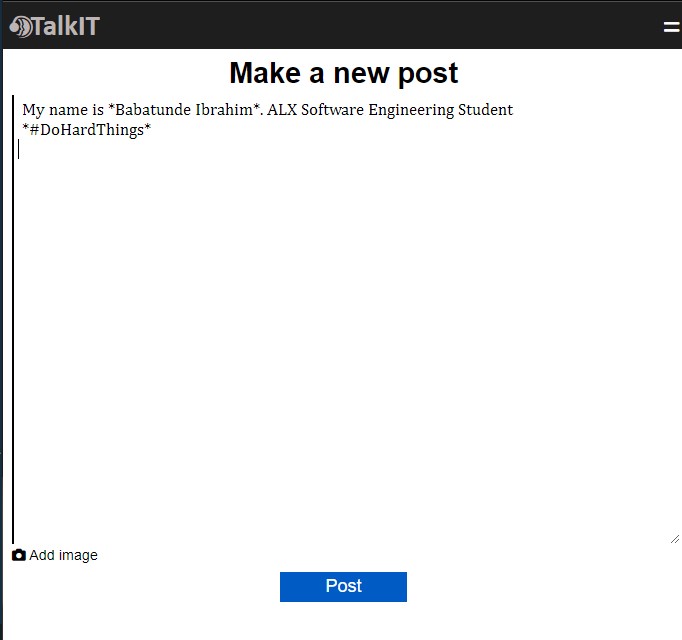 TalkIT
Make a new post
My name is *Babatunde Ibrahim*. ALX Software Engineering Student
*#DoHardThings*
Add image
Post